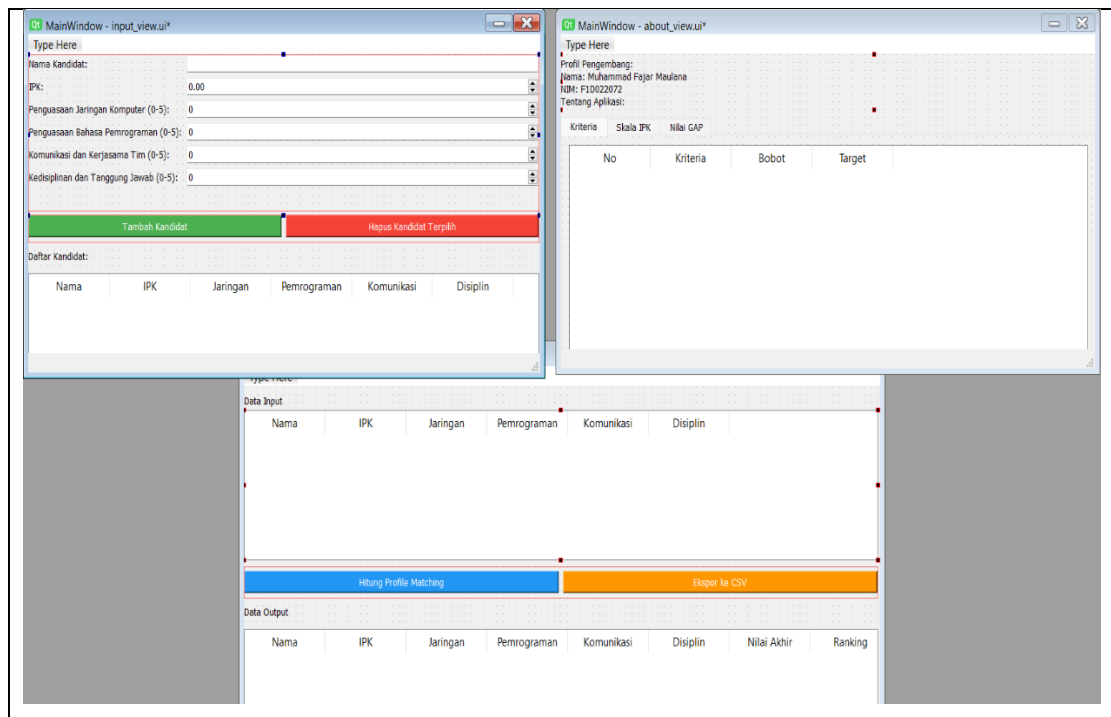 MainWindow - input_view.ui*
Type Here
Nama Kandidat:
IPK: 0.00
Penguasaan Jaringan Komputer (0-5): 0
Penguasaan Bahasa Pemrograman (0-5): 0
Komunikasi dan Kerjasama Tim (0-5): 0
Kedisiplinan dan Tanggung Jawab (0-5): 0
Tambah Kandidat Hapus Kandidat Terpilih
Daftar Kandidat:
Nama IPK Jaringan Pemrograman Komunikasi Disiplin
MainWindow - about_view.ui*
Type Here
Profil Pengembang:
Nama: Muhammad Fajar Maulana
NIM: F1D022072
Tentang Aplikasi:
Kriteria Skala IPK Nilai GAP
No Kriteria Bobot Target
Type Here
Data Input
Nama IPK Jaringan Pemrograman Komunikasi Disiplin
Hitung Profile Matching Ekspor ke CSV
Data Output
Nama IPK Jaringan Pemrograman Komunikasi Disiplin Nilai Akhir Ranking